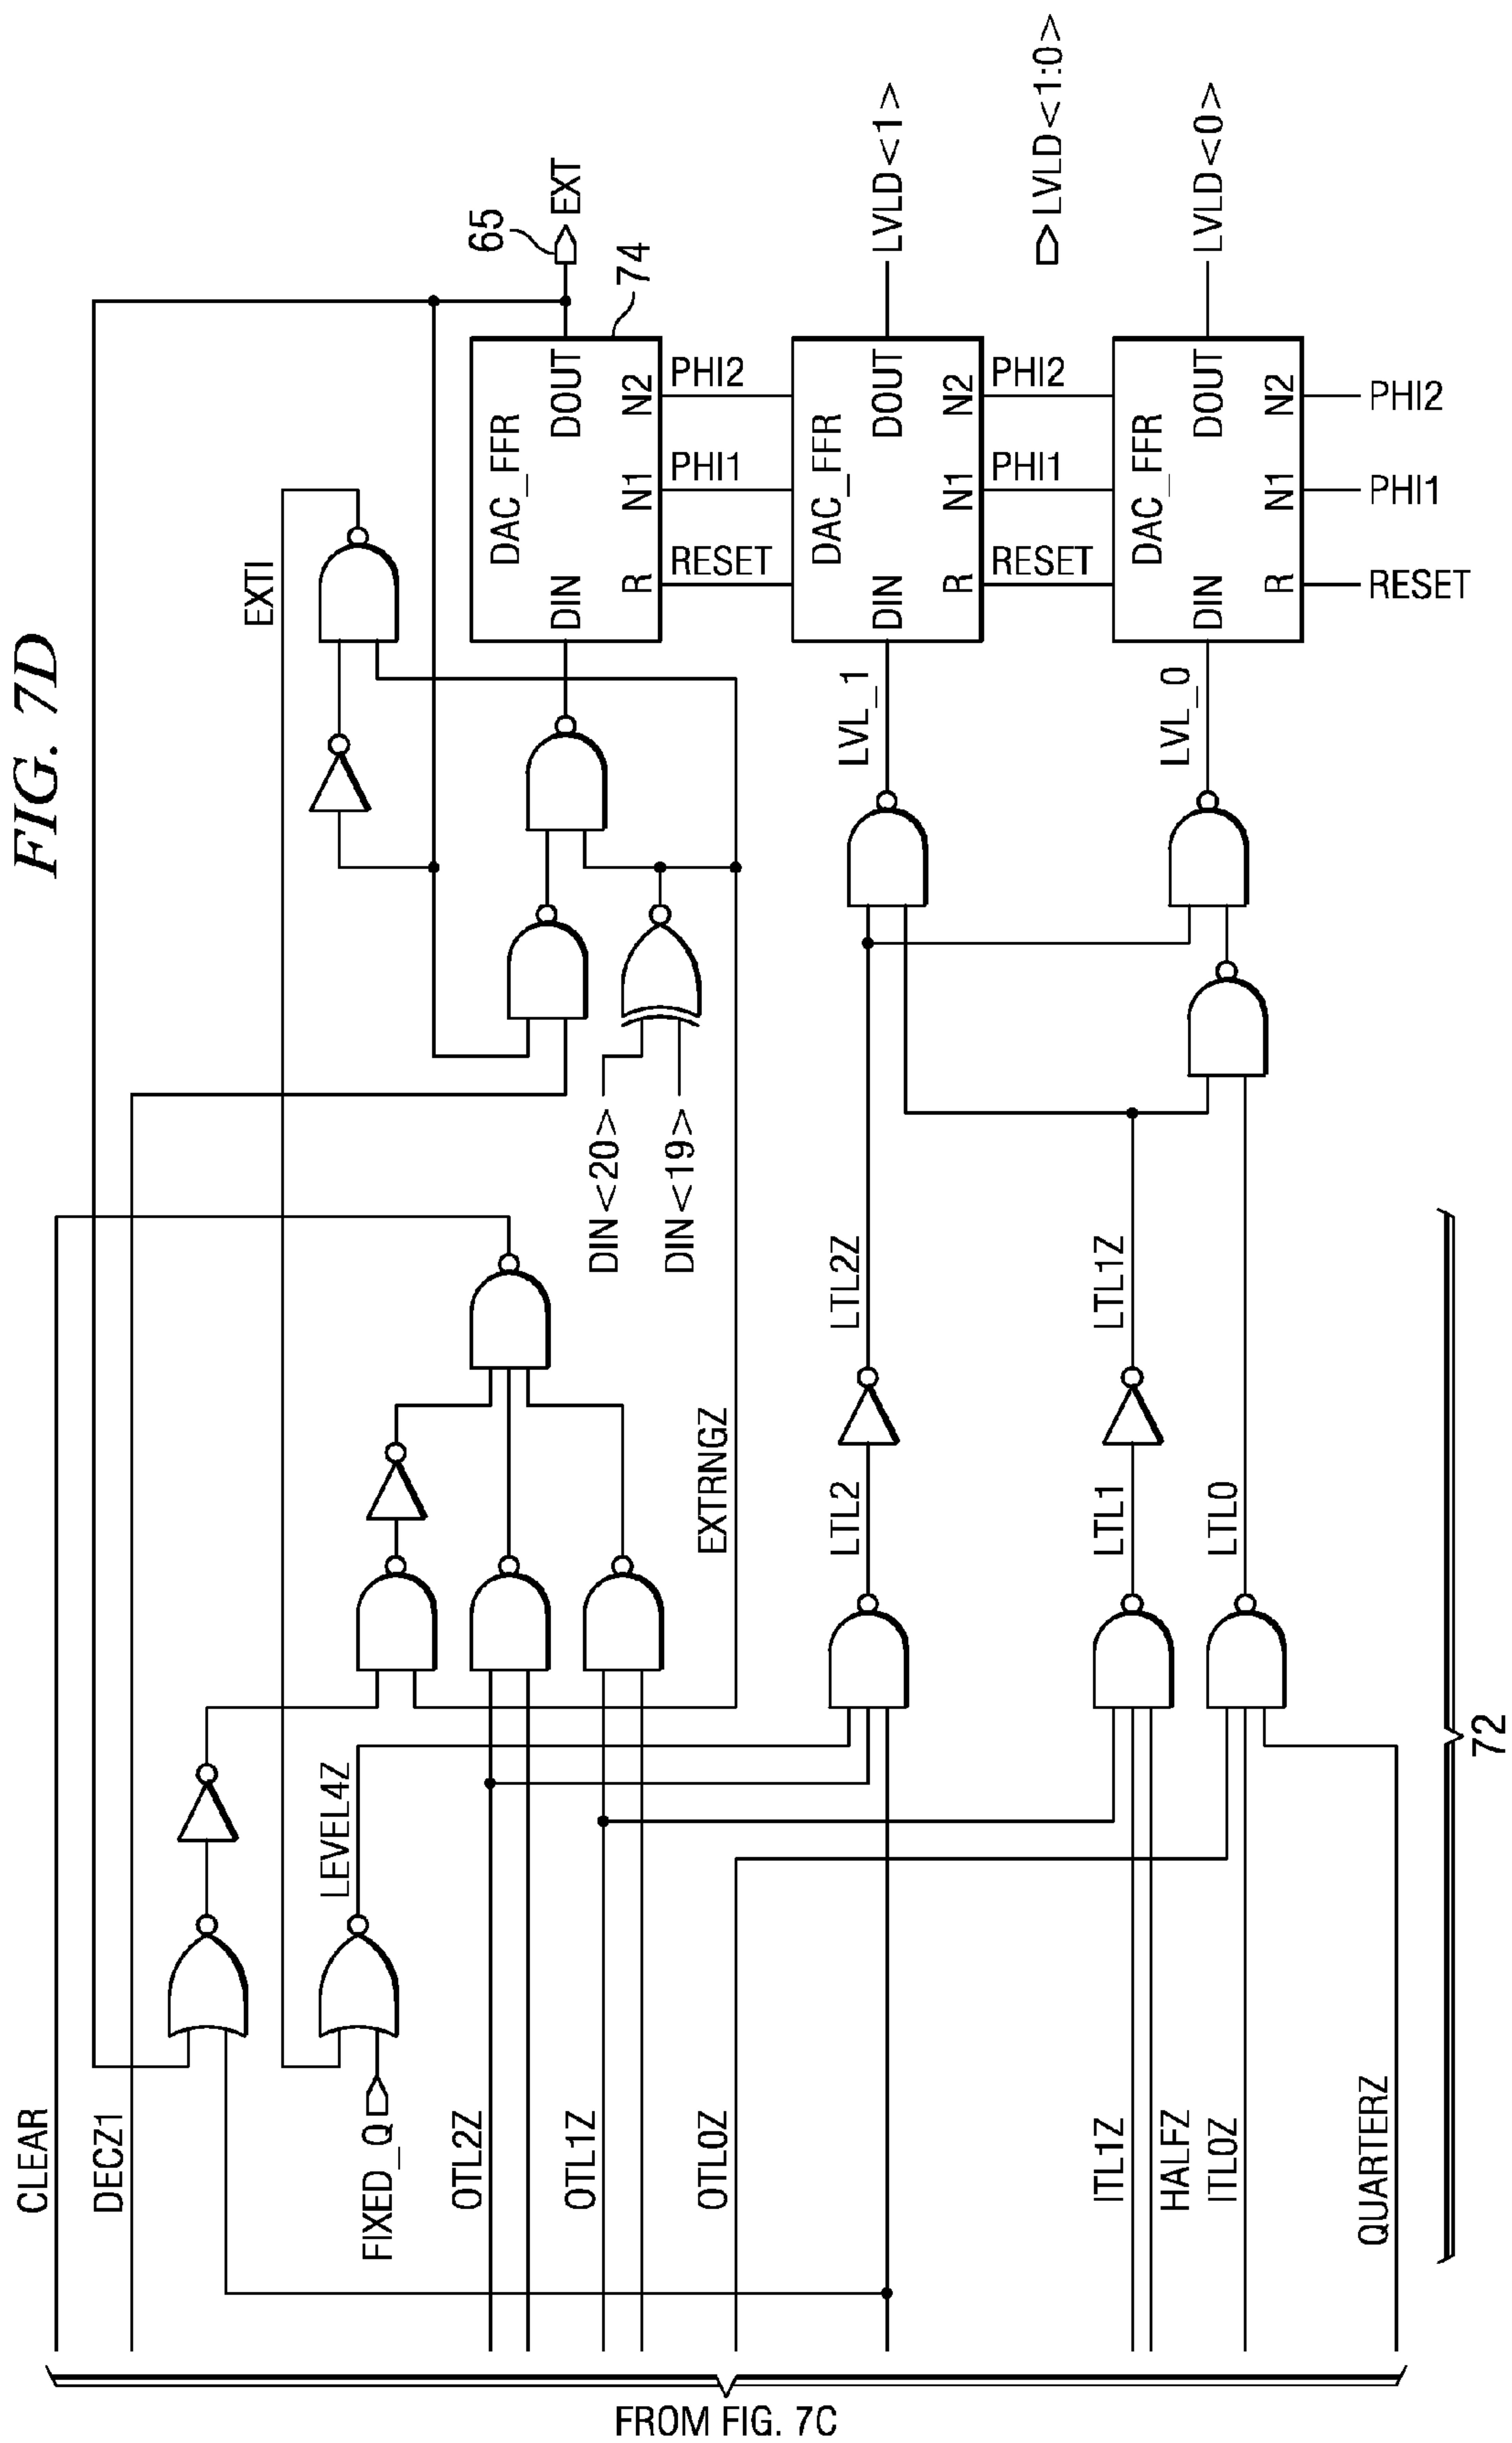 FIG. 7D
CLEAR
DECZ1
FIXED_Q
LEVEL4Z
EXTI
OTL2Z
OTL1Z
OTL0Z
EXTRNGZ
DIN<20>
DIN<19>
DAC_FFR
DIN
DOUT
R
N1
N2
65
EXT
74
RESET
PHI1
PHI2
LTL2
LTL2Z
LVL_1
DAC_FFR
DIN
DOUT
R
N1
N2
LVLD<1>
RESET
PHI1
PHI2
LVLD<1:0>
ITL1Z
HALFZ
ITL0Z
QUARTERZ
LTL1
LTL1Z
LTL0
LVL_0
DAC_FFR
DIN
DOUT
R
N1
N2
LVLD<0>
RESET
PHI1
PHI2
72
FROM FIG. 7C